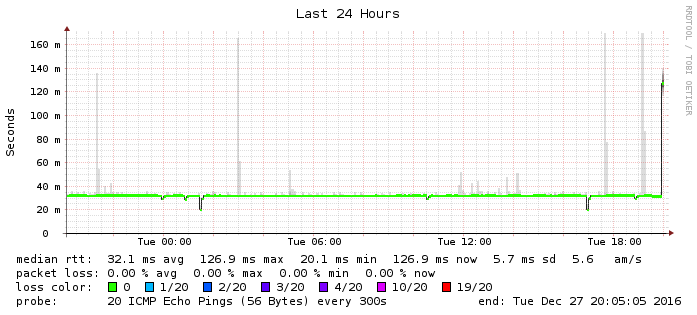 Last 24 Hours
RRDTOOL / TOBI OETIKER
Seconds
160 m
140 m
120 m
100 m
80 m
60 m
40 m
20 m
0
Tue 00:00 Tue 06:00 Tue 12:00 Tue 18:00
median rtt: 32.1 ms avg 126.9 ms max 20.1 ms min 126.9 ms now 5.7 ms sd 5.6 am/s
packet loss: 0.00 % avg 0.00 % max 0.00 % min 0.00 % now
loss color: 0 1/20 2/20 3/20 4/20 10/20 19/20
probe: 20 ICMP Echo Pings (56 Bytes) every 300s end: Tue Dec 27 20:05:05 2016